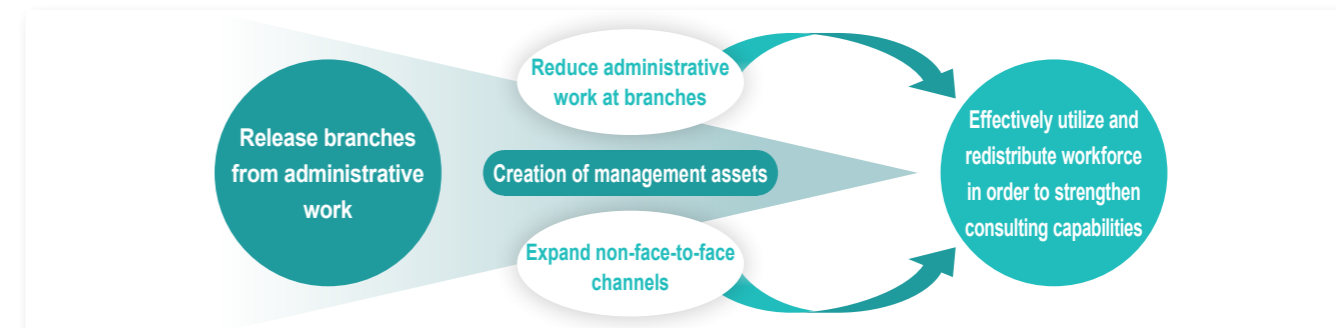 Release branches
from administrative
work
Reduce administrative
work at branches
Creation of management assets
Expand non-face-to-face
channels
Effectively utilize and
redistribute workforce
in order to strengthen
consulting capabilities